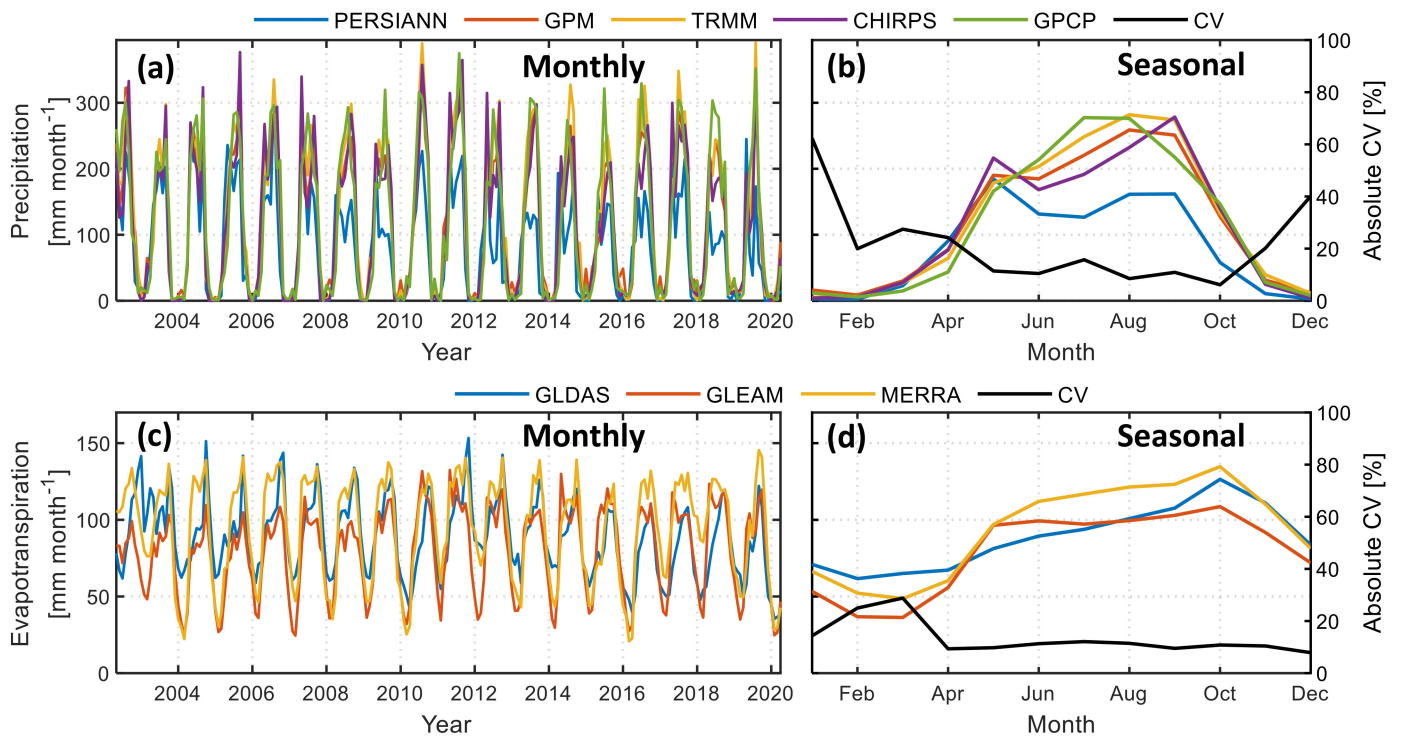 PERSIANN GPM TRMM CHIRPS GPCP CV
(a) Monthly
Precipitation
[mm month⁻¹]
300
200
100
0
2004 2006 2008 2010 2012 2014 2016 2018 2020
Year
(b) Seasonal
100
80
60
40
20
0
Absolute CV [%]
Feb Apr Jun Aug Oct Dec
Month
GLDAS GLEAM MERRA CV
(c) Monthly
Evapotranspiration
[mm month⁻¹]
150
100
50
0
2004 2006 2008 2010 2012 2014 2016 2018 2020
Year
(d) Seasonal
100
80
60
40
20
0
Absolute CV [%]
Feb Apr Jun Aug Oct Dec
Month